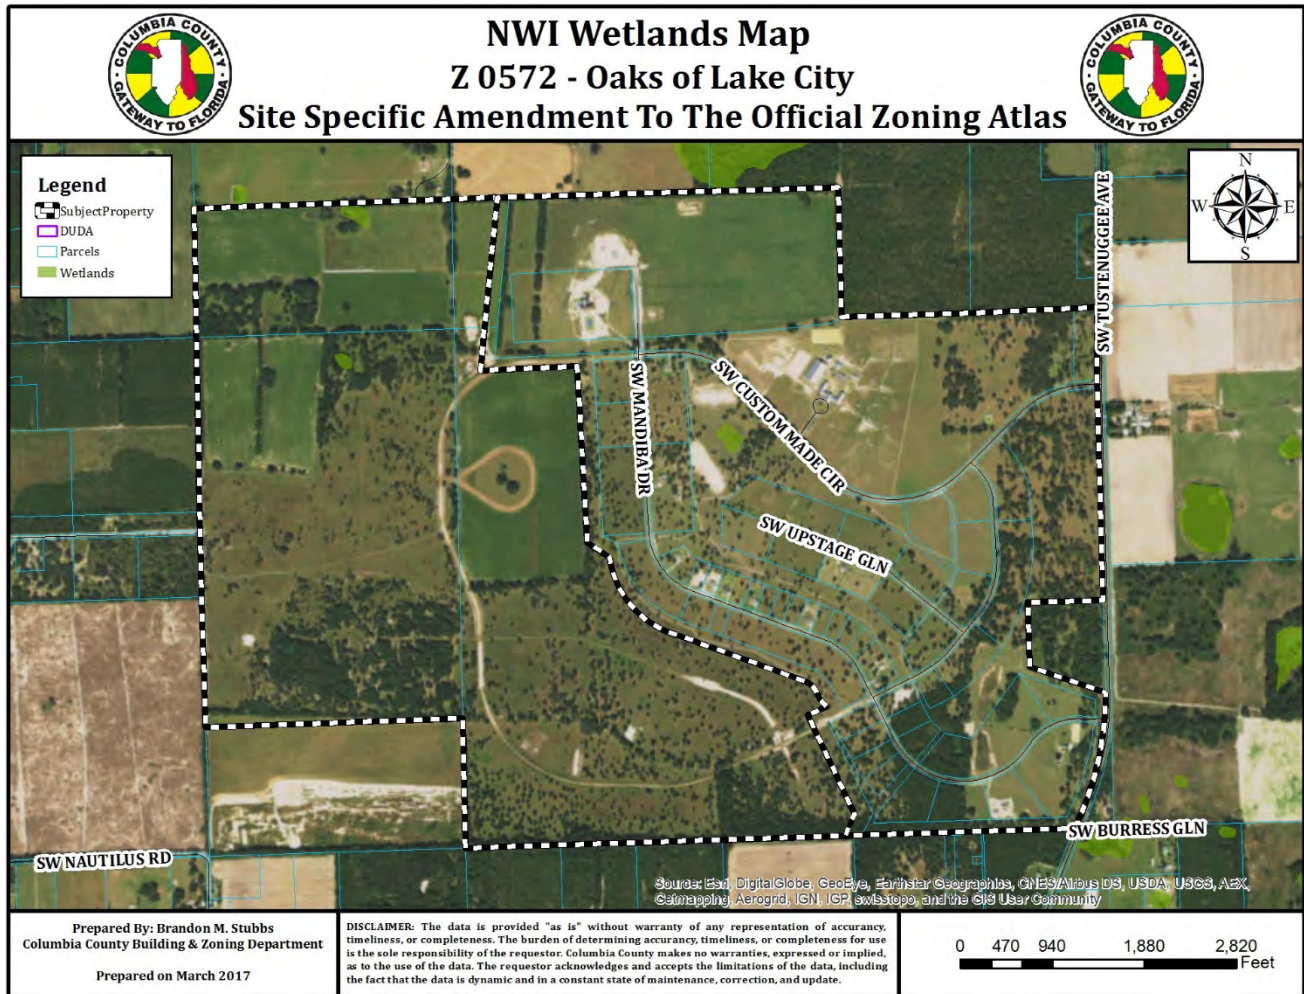 NWI Wetlands Map
Z 0572 - Oaks of Lake City
Site Specific Amendment To The Official Zoning Atlas
COLUMBIA COUNTY
GATEWAY TO FLORIDA
COLUMBIA COUNTY
GATEWAY TO FLORIDA
Legend
SubjectProperty
DUDA
Parcels
Wetlands
N
W E
S
SW TUSTENUGGEE AVE
SW MANDIBA DR
SW CUSTOM MADE CIR
SW UPSTAGE GLN
SW BURRESS GLN
SW NAUTILUS RD
Source: Esri, DigitalGlobe, GeoEye, Earthstar Geographics, CNES/Airbus DS, USDA, USGS, AEX,
Getmapping, Aerogrid, IGN, IGP, swisstopo, and the GIS User Community
Prepared By: Brandon M. Stubbs
Columbia County Building & Zoning Department
Prepared on March 2017
DISCLAIMER: The data is provided "as is" without warranty of any representation of accurancy,
timeliness, or completeness. The burden of determining accurancy, timeliness, or completeness for use
is the sole responsibility of the requestor. Columbia County makes no warranties, expressed or implied,
as to the use of the data. The requestor acknowledges and accepts the limitations of the data, including
the fact that the data is dynamic and in a constant state of maintenance, correction, and update.
0 470 940 1,880 2,820
Feet